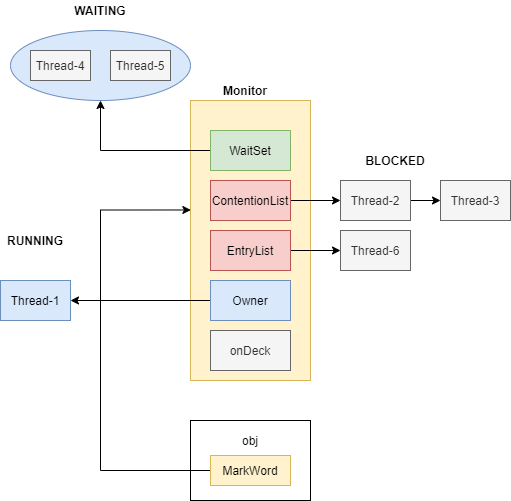 WAITING
Thread-4
Thread-5
Monitor
WaitSet
BLOCKED
ContentionList
Thread-2
Thread-3
RUNNING
EntryList
Thread-6
Thread-1
Owner
onDeck
obj
MarkWord